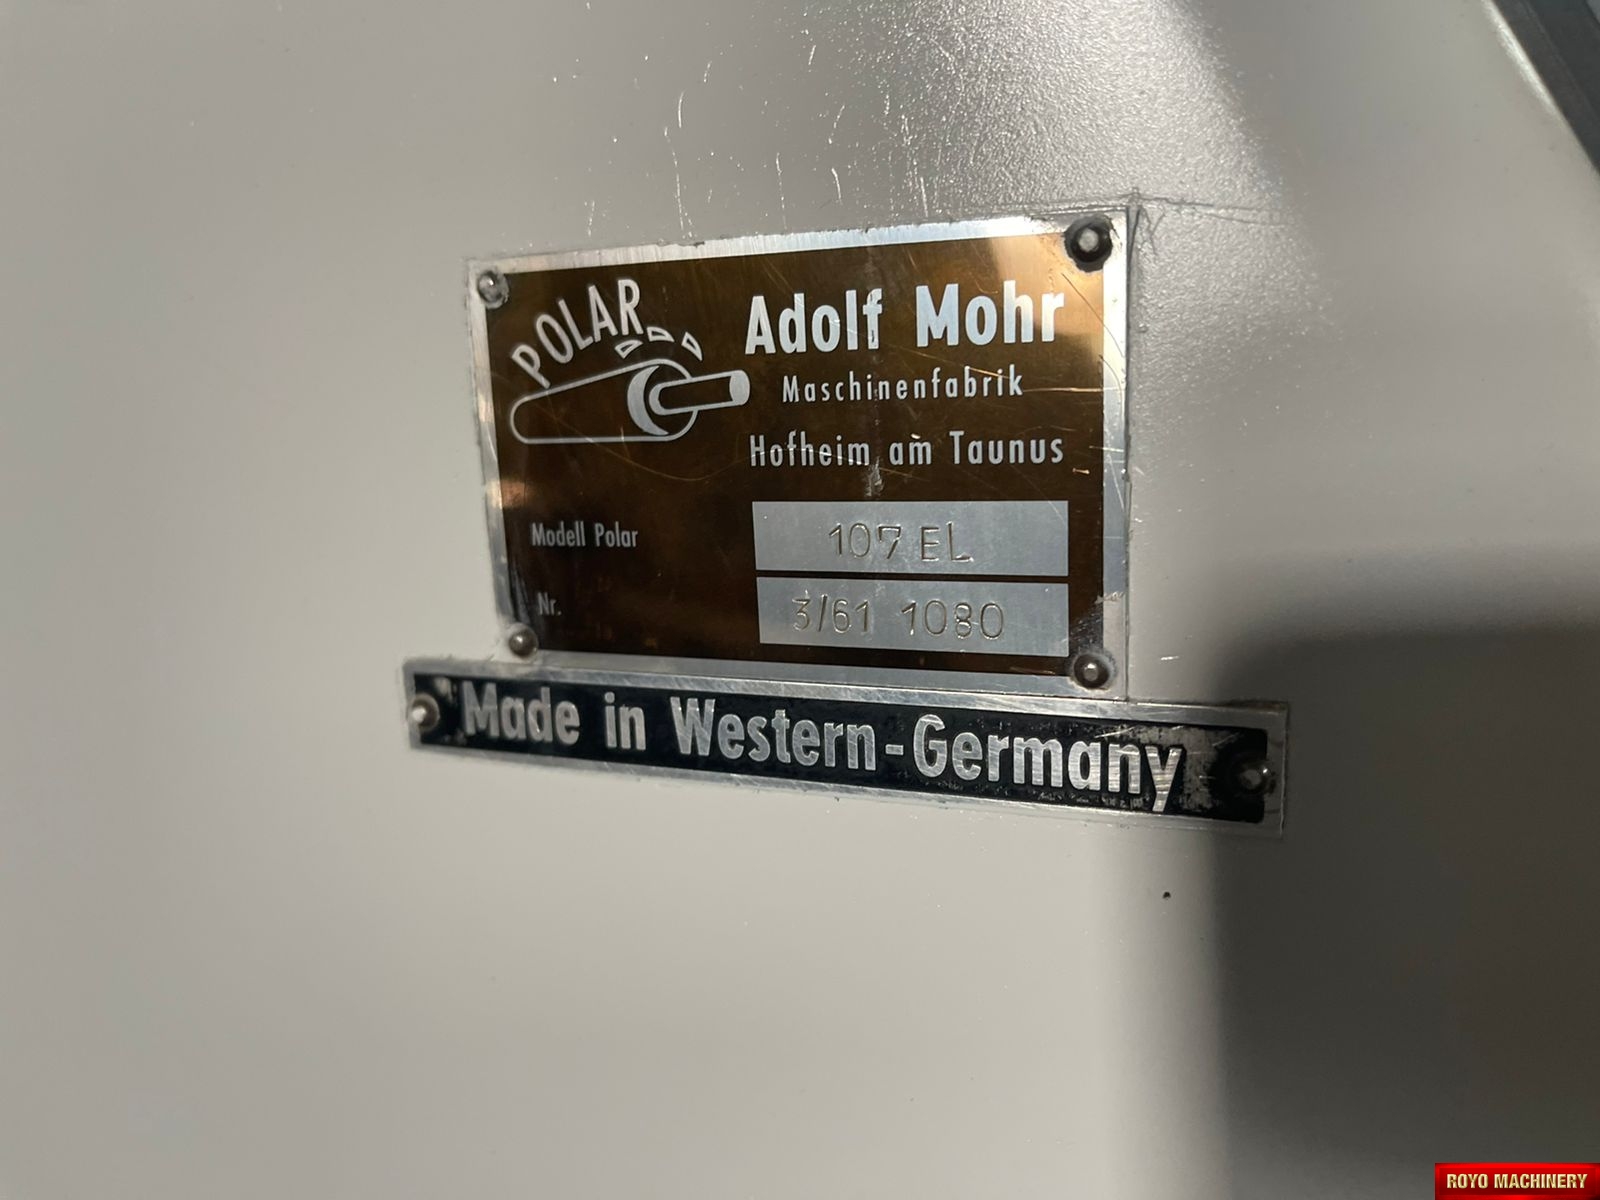 POLAR
Adolf Mohr
Maschinenfabrik
Hofheim am Taunus
Modell Polar 107 EL
Nr. 3/61 1080
Made in Western-Germany
ROYO MACHINERY